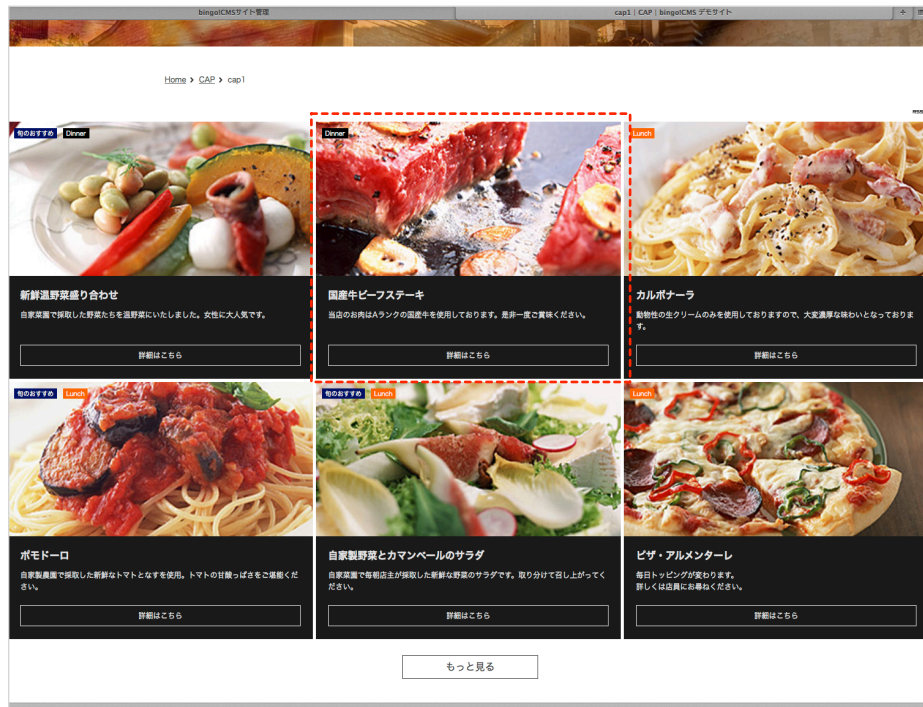 bingo!CMSサイト管理
cap1 | CAP | bingo!CMS デモサイト
Home > CAP > cap1
旬のおすすめ Dinner
Dinner
Lunch
新鮮温野菜盛り合わせ
自家菜園で採取した野菜たちを温野菜にいたしました。女性に大人気です。
詳細はこちら
国産牛ビーフステーキ
当店のお肉はAランクの国産牛を使用しております。是非一度ご賞味ください。
詳細はこちら
カルボナーラ
動物性の生クリームのみを使用しておりますので、大変濃厚な味わいとなっておりま
す。
詳細はこちら
旬のおすすめ Lunch
旬のおすすめ Lunch
Lunch
ポモドーロ
自家製農園で採取した新鮮なトマトとなすを使用。トマトの甘酸っぱさをご堪能くだ
さい。
詳細はこちら
自家製野菜とカマンベールのサラダ
自家菜園で毎朝店主が採取した新鮮な野菜のサラダです。取り分けて召し上がってく
ださい。
詳細はこちら
ピザ・アルメンターレ
毎日トッピングが変わります。
詳しくは店員にお尋ねください。
詳細はこちら
もっと見る